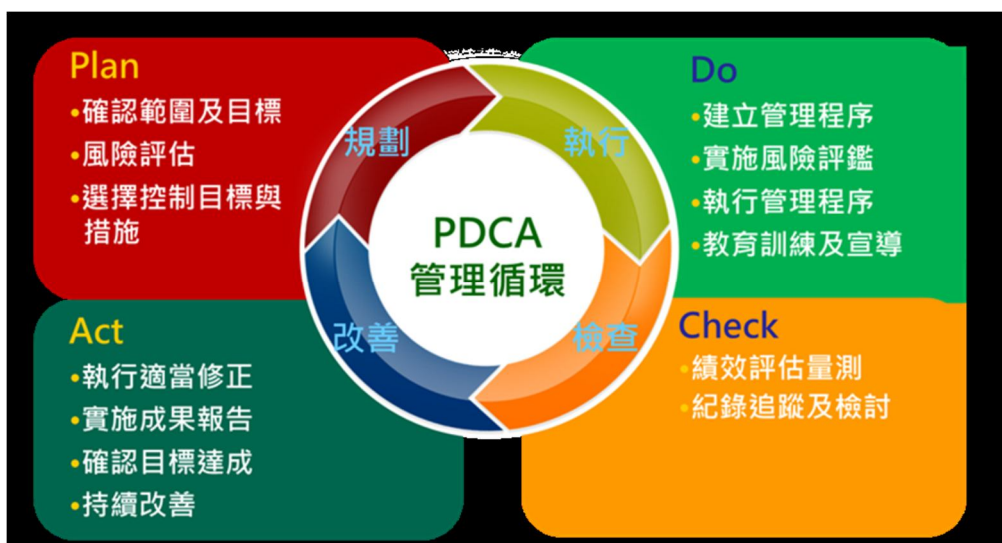 Plan
•確認範圍及目標
•風險評估
•選擇控制目標與
措施
Do
•建立管理程序
•實施風險評鑑
•執行管理程序
•教育訓練及宣導
規劃
執行
PDCA
管理循環
改善
檢查
Act
•執行適當修正
•實施成果報告
•確認目標達成
•持續改善
Check
•績效評估量測
•紀錄追蹤及檢討